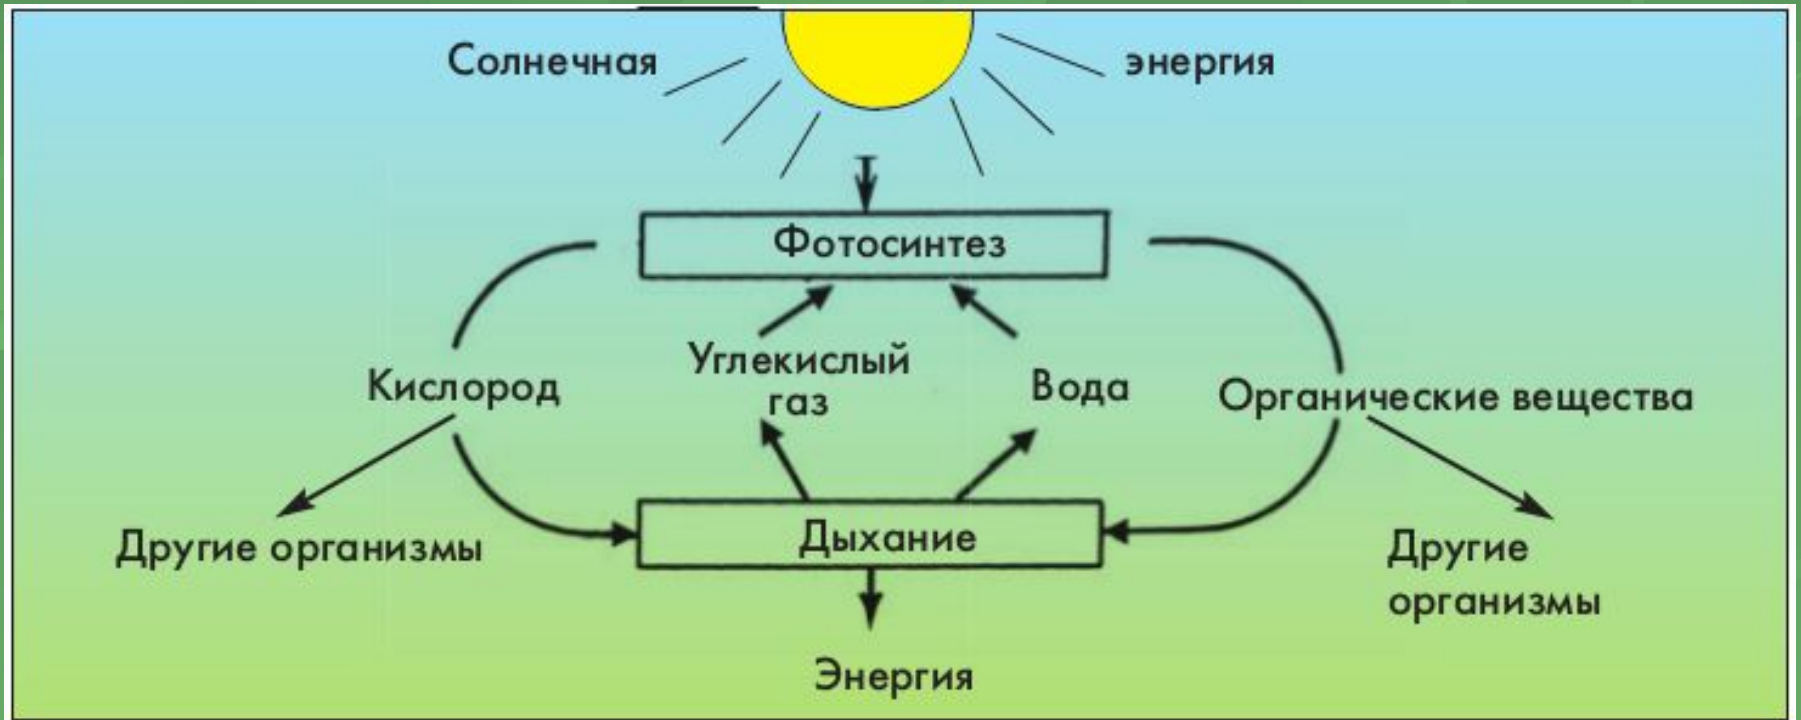 Солнечная энергия
Фотосинтез
Углекислый
газ
Кислород
Вода
Органические вещества
Другие организмы
Дыхание
Другие
организмы
Энергия